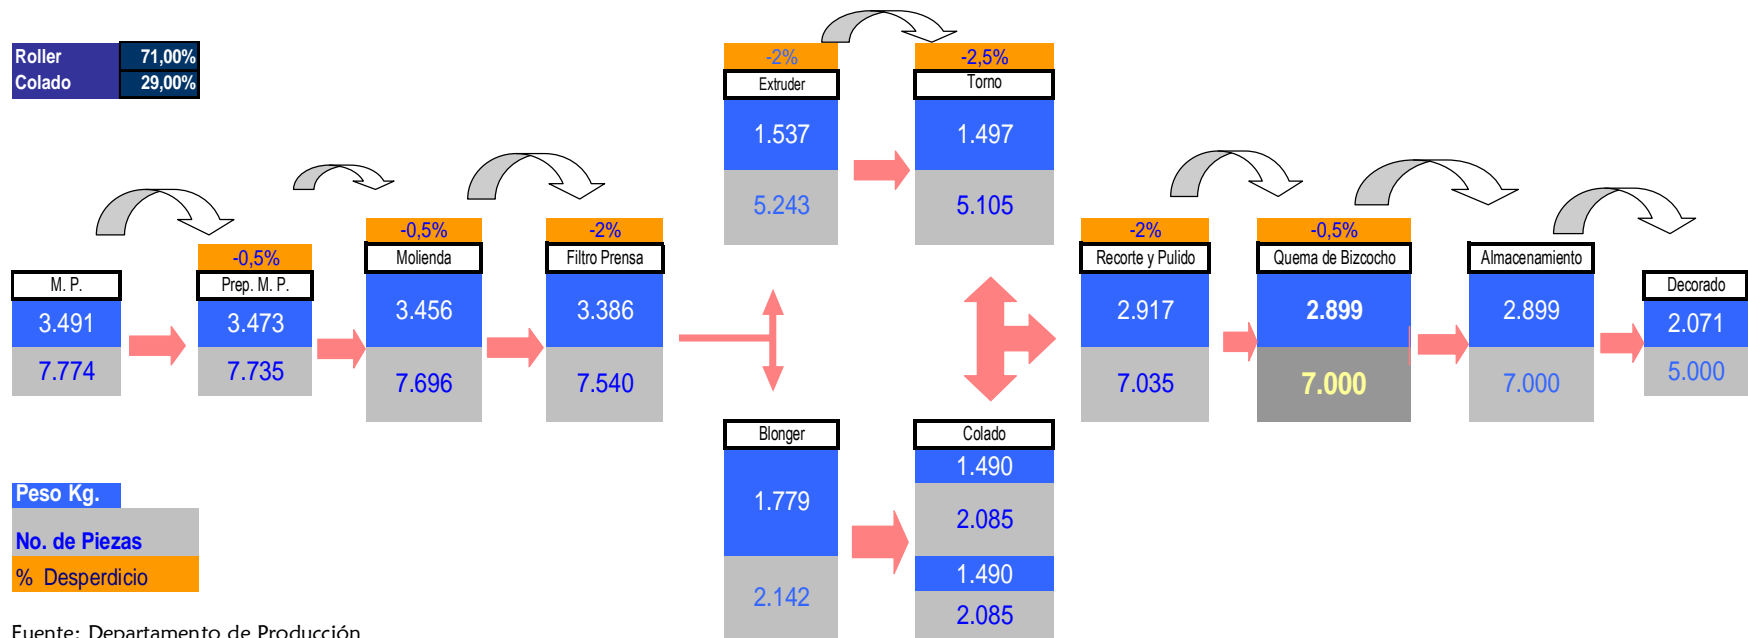 Roller 71,00%
Colado 29,00%
-2%
Extruder
1.537
5.243
-2,5%
Torno
1.497
5.105
M. P.
3.491
7.774
-0,5%
Prep. M. P.
3.473
7.735
-0,5%
Molienda
3.456
7.696
-2%
Filtro Prensa
3.386
7.540
-2%
Recorte y Pulido
2.917
7.035
-0,5%
Quema de Bizcocho
2.899
7.000
Almacenamiento
2.899
7.000
Decorado
2.071
5.000
Blonger
1.779
2.142
Colado
1.490
2.085
1.490
2.085
Peso Kg.
No. de Piezas
% Desperdicio
Fuente: Departamento de Producción